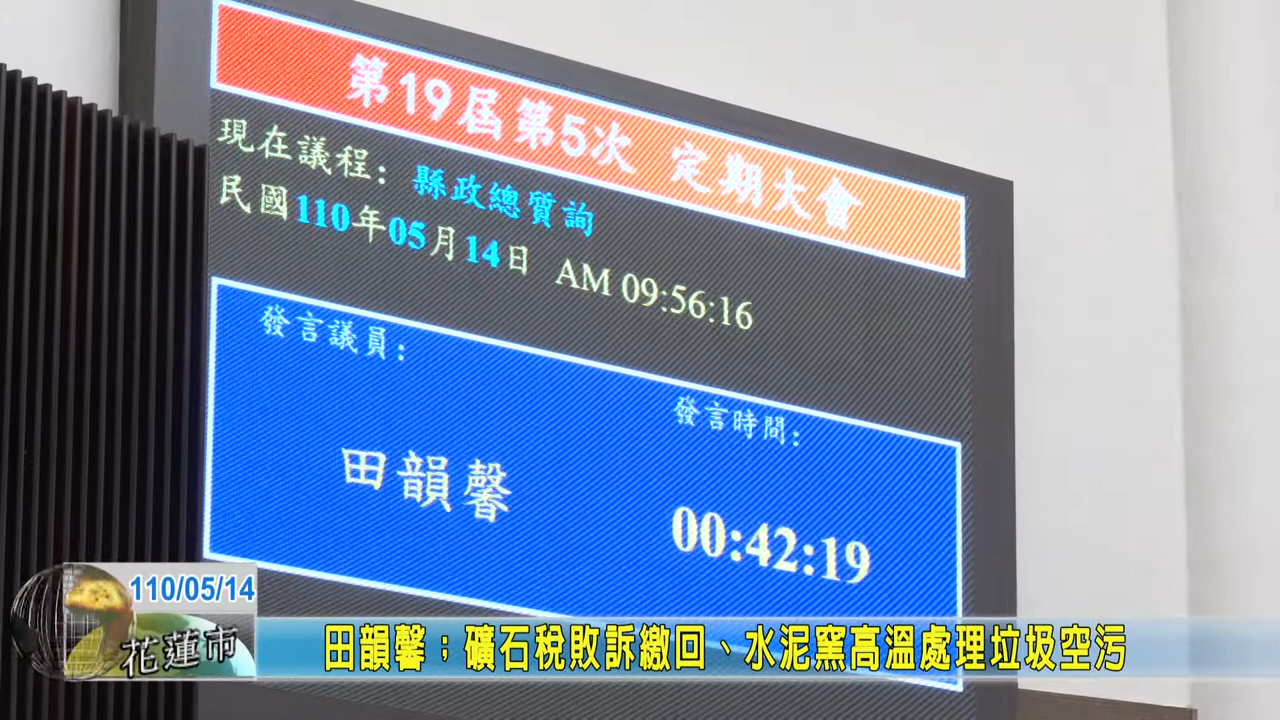 第19屆第5次 定期大會
現在議程: 縣政總質詢
民國110年05月14日 AM 09:56:16
發言議員:
發言時間:
田韻馨
00:42:19
110/05/14
花蓮市
田韻馨;礦石稅敗訴繳回、水泥窯高溫處理垃圾空污